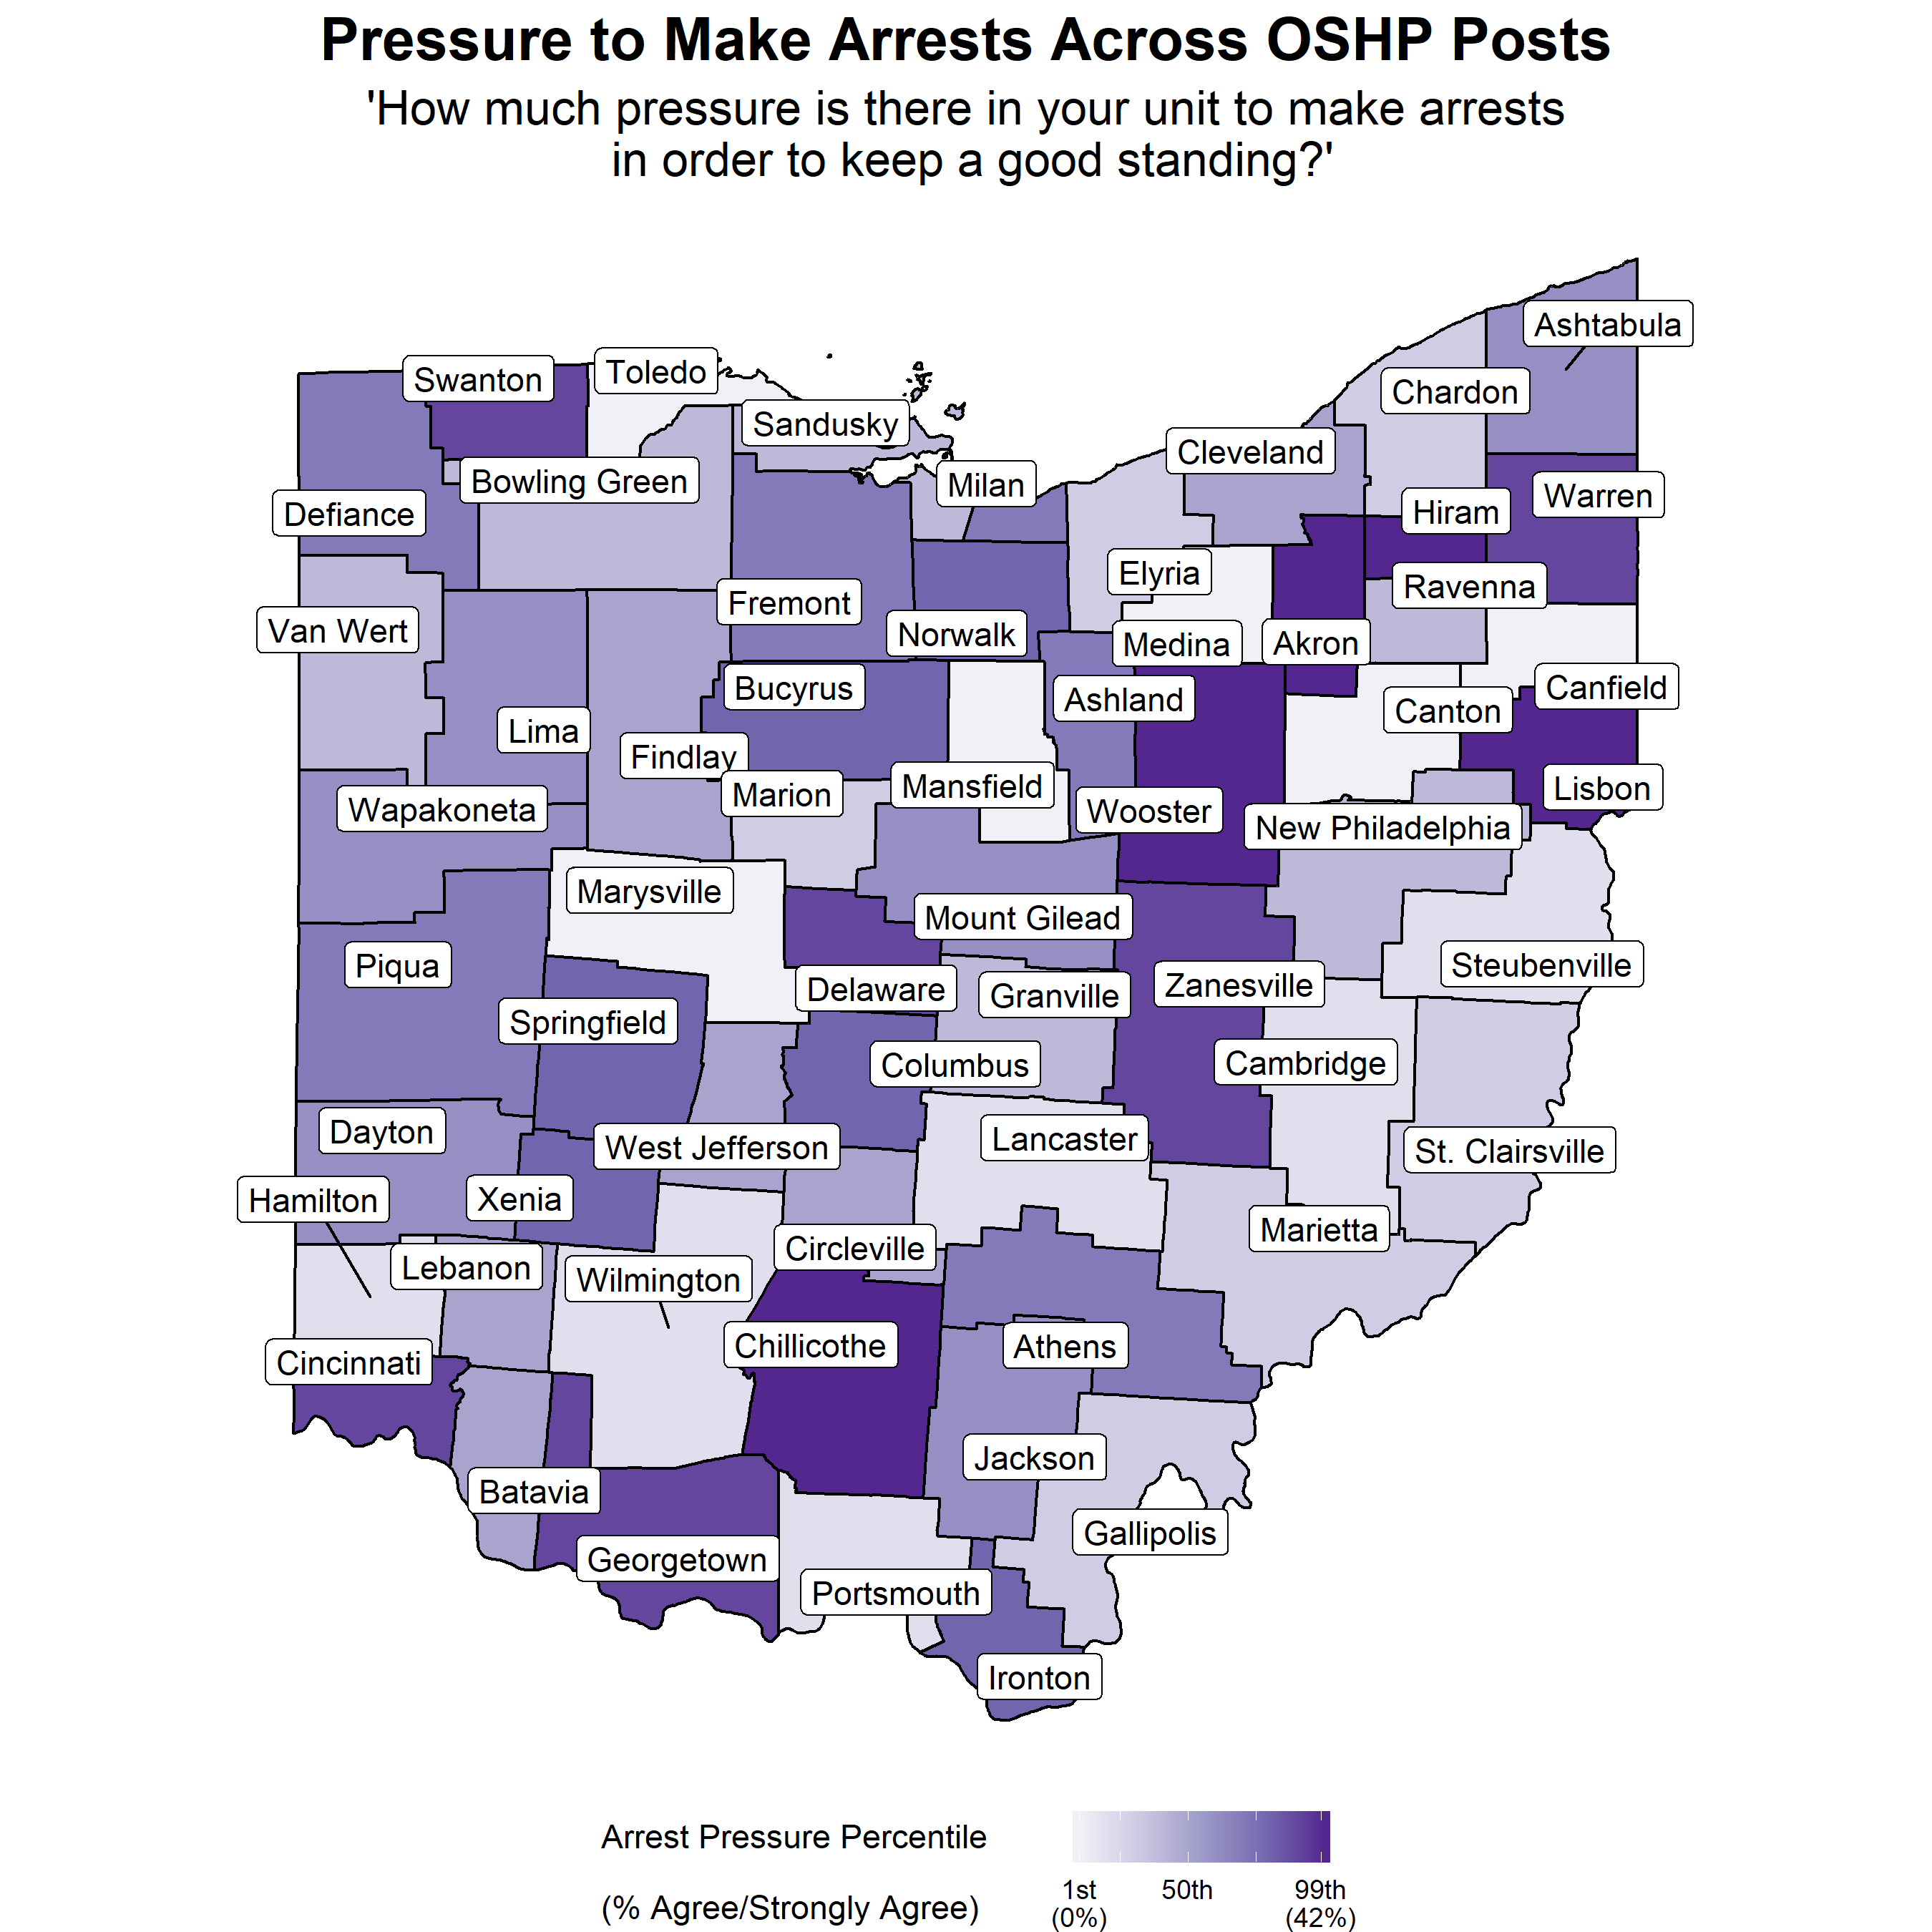 Pressure to Make Arrests Across OSHP Posts
'How much pressure is there in your unit to make arrests
in order to keep a good standing?'
Ashtabula
Toledo
Swanton
Chardon
Sandusky
Cleveland
Bowling Green
Milan
Warren
Defiance
Hiram
Elyria
Ravenna
Fremont
Van Wert
Norwalk
Medina
Akron
Bucyrus
Canfield
Ashland
Canton
Lima
Findlay
Mansfield
Lisbon
Marion
Wapakoneta
Wooster
New Philadelphia
Marysville
Mount Gilead
Piqua
Steubenville
Zanesville
Delaware
Granville
Springfield
Cambridge
Columbus
Dayton
Lancaster
West Jefferson
St. Clairsville
Hamilton
Xenia
Marietta
Circleville
Lebanon
Wilmington
Chillicothe
Athens
Cincinnati
Jackson
Batavia
Gallipolis
Georgetown
Portsmouth
Ironton
Arrest Pressure Percentile
(% Agree/Strongly Agree)
1st 50th 99th
(0%) (42%)